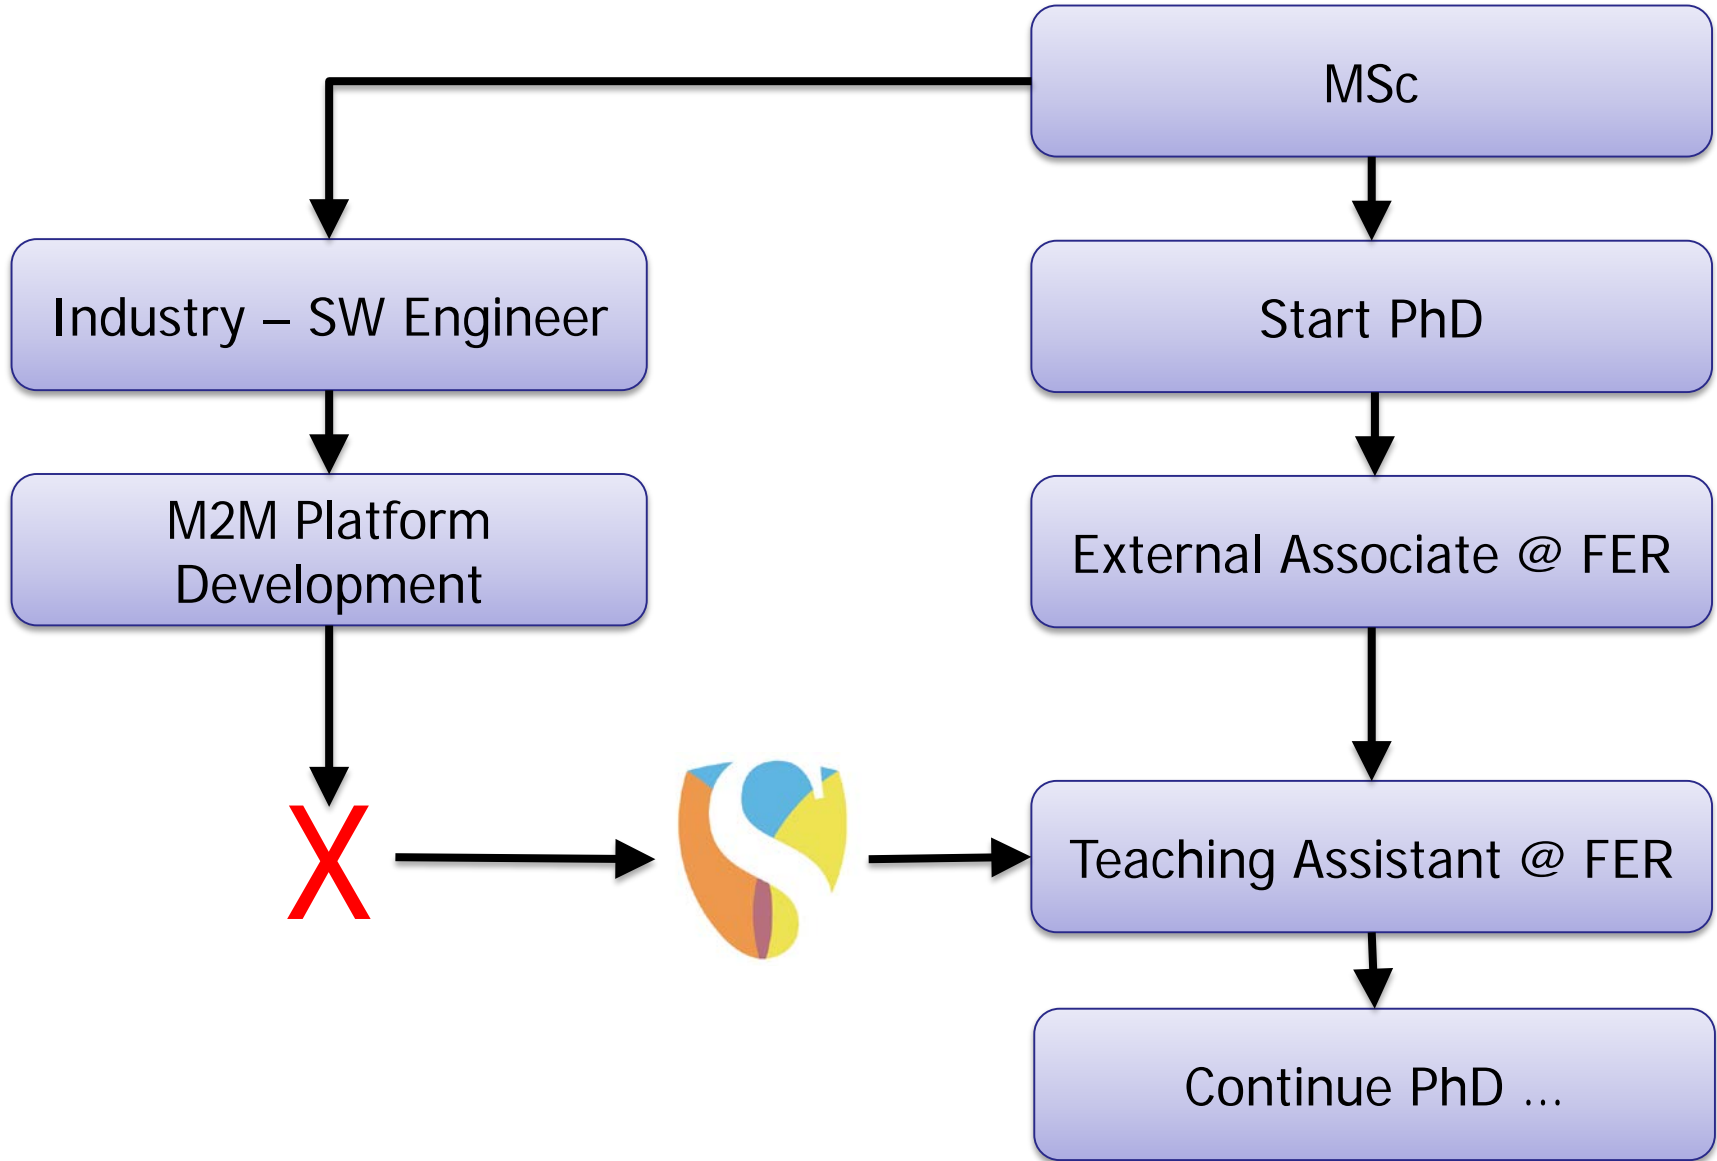 MSc
Industry – SW Engineer
Start PhD
M2M Platform
Development
External Associate @ FER
X
Teaching Assistant @ FER
Continue PhD ...